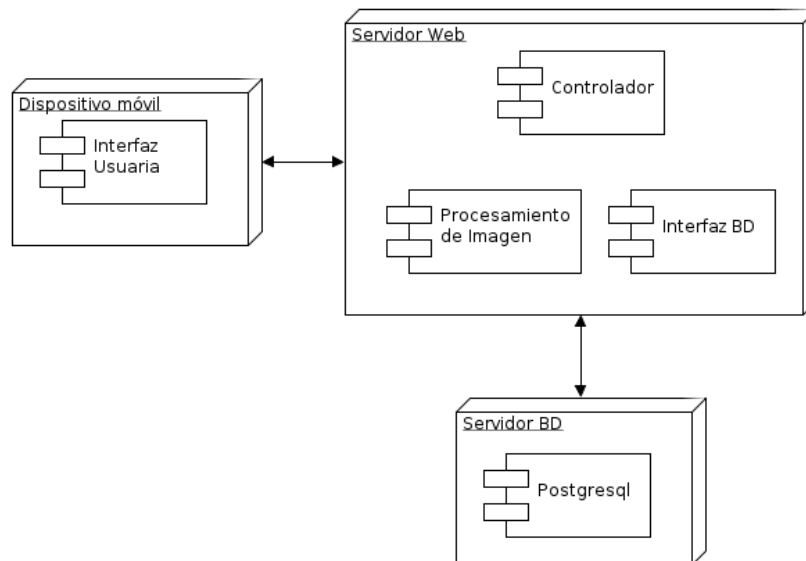 Servidor Web
Controlador
Dispositivo móvil
Interfaz
Usuaria
Procesamiento
de Imagen
Interfaz BD
Servidor BD
Postgresql